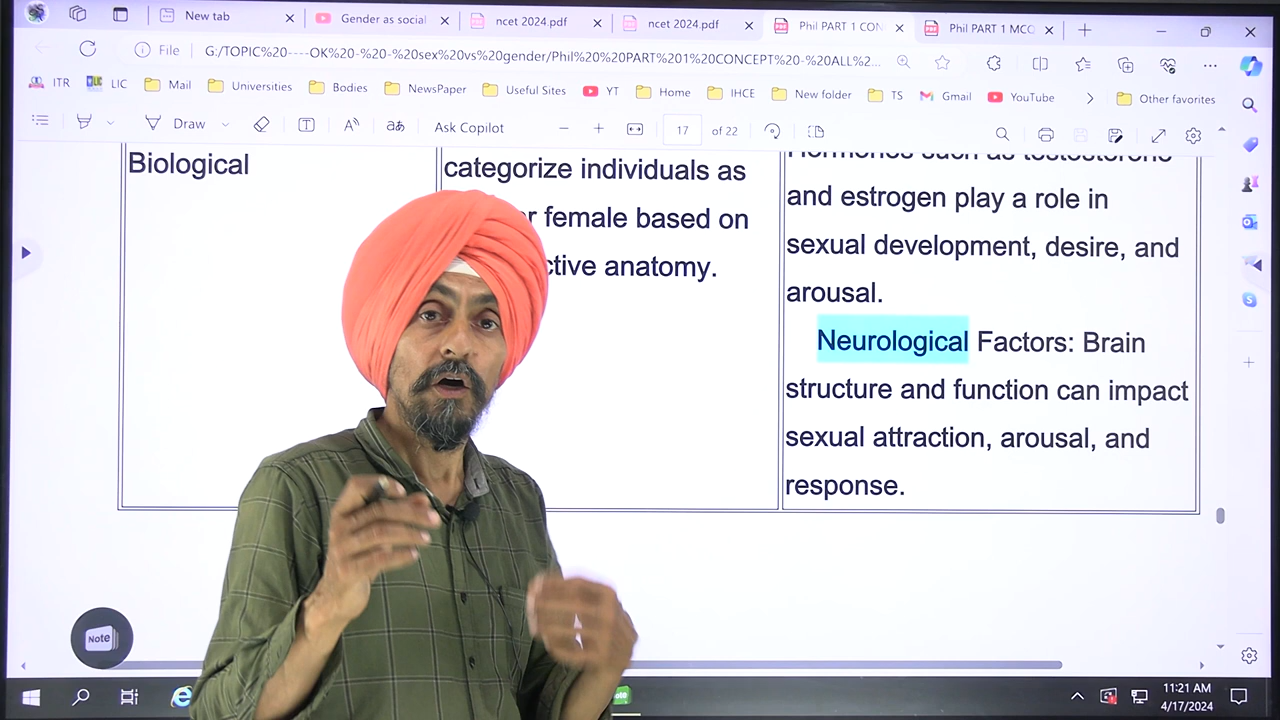 New tab
Gender as social
ncet 2024.pdf
ncet 2024.pdf
Phil PART 1 CON
Phil PART 1 MCQ
File
G:/TOPIC%20----OK%20-%20-%20sex%20vs%20gender/Phil%20%20PART%201%20CONCEPT%20-%20ALL%2...
ITR
LIC
Mail
Universities
Bodies
NewsPaper
Useful Sites
YT
Home
IHCE
New folder
TS
Gmail
YouTube
Other favorites
Draw
Ask Copilot
17
of 22
Biological
categorize individuals as
female based on
anatomy.
Hormones such as testosterone
and estrogen play a role in
sexual development, desire, and
arousal.
Neurological Factors: Brain
structure and function can impact
sexual attraction, arousal, and
response.
Note
11:21 AM
4/17/2024